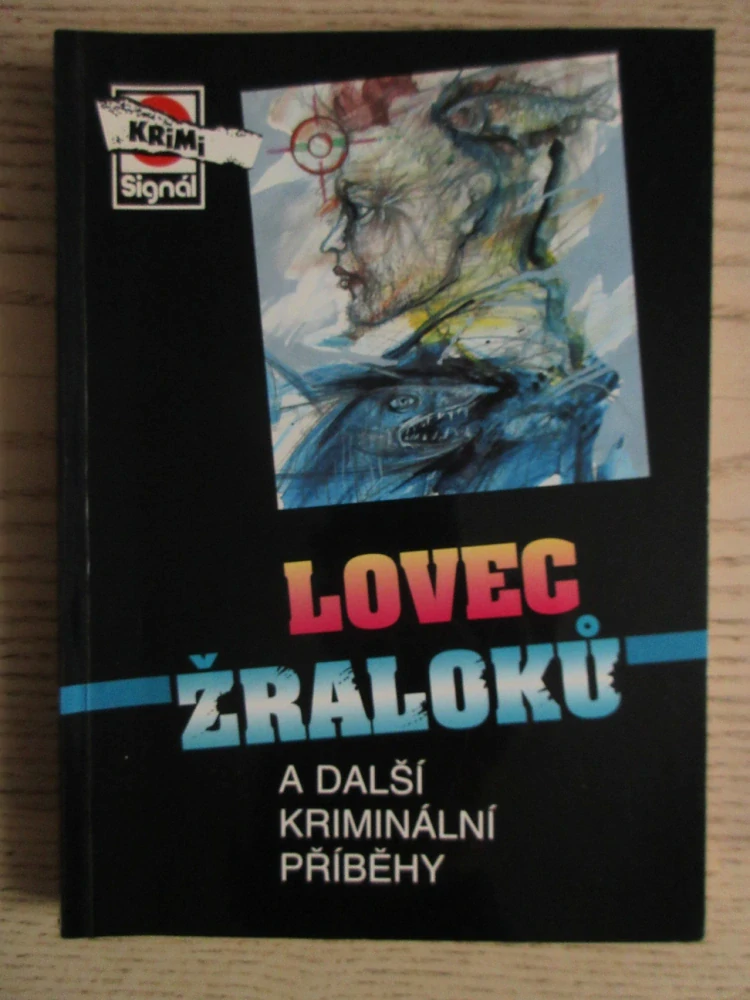 KRiMi
Signál
LOVEC
ŽRALOKŮ
A DALŠÍ
KRIMINÁLNÍ
PŘÍBĚHY